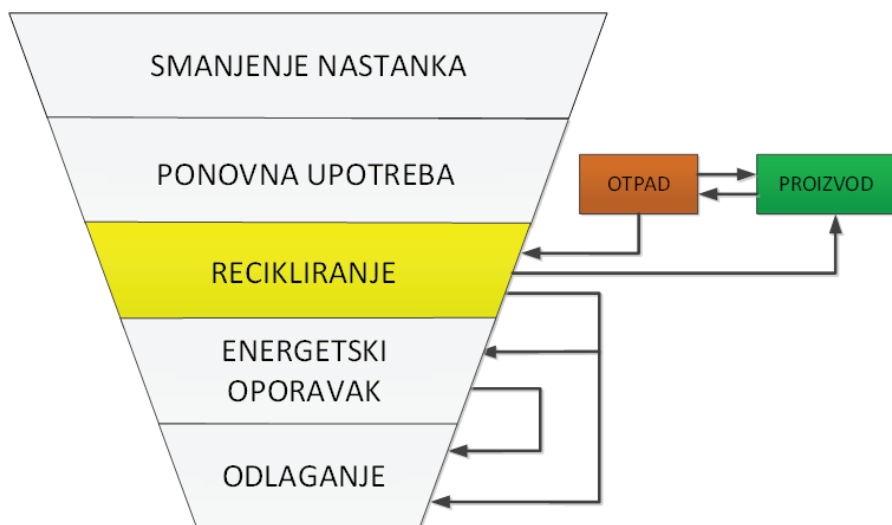 SMANJENJE NASTANKA
PONOVNA UPOTREBA
OTPAD
PROIZVOD
RECIKLIRANJE
ENERGETSKI
OPORAVAK
ODLAGANJE